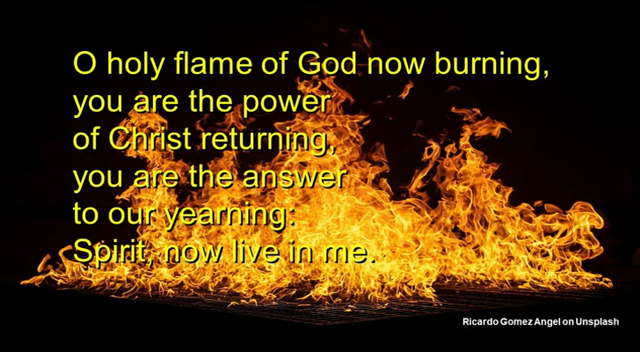 O holy flame of God now burning,
you are the power
of Christ returning,
you are the answer
to our yearning:
Spirit, now live in me.
Ricardo Gomez Angel on Unsplash